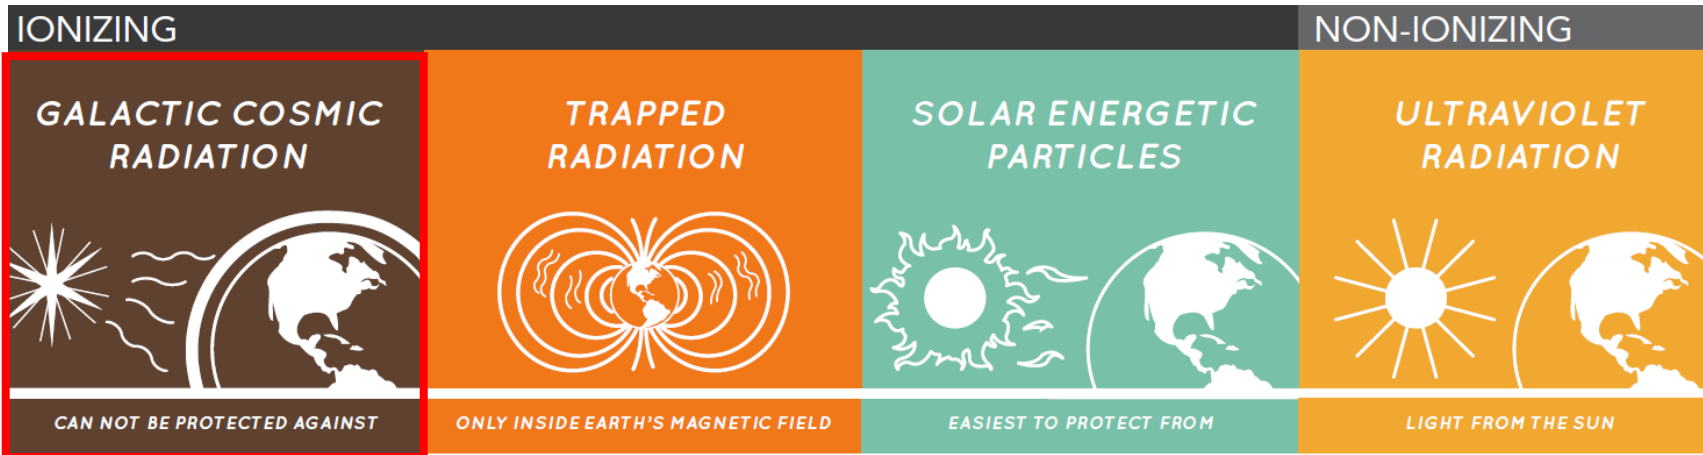 IONIZING
NON-IONIZING
GALACTIC COSMIC
RADIATION
CAN NOT BE PROTECTED AGAINST
TRAPPED
RADIATION
ONLY INSIDE EARTH'S MAGNETIC FIELD
SOLAR ENERGETIC
PARTICLES
EASIEST TO PROTECT FROM
ULTRAVIOLET
RADIATION
LIGHT FROM THE SUN